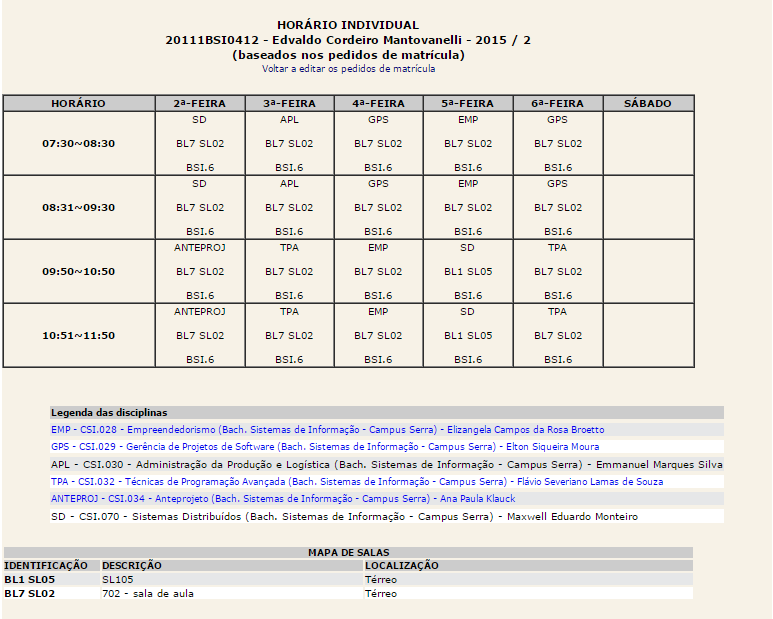 HORÁRIO INDIVIDUAL
20111BSI0412 - Edvaldo Cordeiro Mantovanelli - 2015 / 2
(baseados nos pedidos de matrícula)
Voltar a editar os pedidos de matrícula
HORÁRIO 2ª-FEIRA 3ª-FEIRA 4ª-FEIRA 5ª-FEIRA 6ª-FEIRA SÁBADO
SD APL GPS EMP GPS
07:30~08:30 BL7 SL02 BL7 SL02 BL7 SL02 BL7 SL02 BL7 SL02
BSI.6 BSI.6 BSI.6 BSI.6 BSI.6
SD APL GPS EMP GPS
08:31~09:30 BL7 SL02 BL7 SL02 BL7 SL02 BL7 SL02 BL7 SL02
BSI.6 BSI.6 BSI.6 BSI.6 BSI.6
ANTEPROJ TPA EMP SD TPA
09:50~10:50 BL7 SL02 BL7 SL02 BL7 SL02 BL1 SL05 BL7 SL02
BSI.6 BSI.6 BSI.6 BSI.6 BSI.6
ANTEPROJ TPA EMP SD TPA
10:51~11:50 BL7 SL02 BL7 SL02 BL7 SL02 BL1 SL05 BL7 SL02
BSI.6 BSI.6 BSI.6 BSI.6 BSI.6
Legenda das disciplinas
EMP - CSI.028 - Empreendedorismo (Bach. Sistemas de Informação - Campus Serra) - Elizangela Campos da Rosa Broetto
GPS - CSI.029 - Gerência de Projetos de Software (Bach. Sistemas de Informação - Campus Serra) - Elton Siqueira Moura
APL - CSI.030 - Administração da Produção e Logística (Bach. Sistemas de Informação - Campus Serra) - Emmanuel Marques Silva
TPA - CSI.032 - Técnicas de Programação Avançada (Bach. Sistemas de Informação - Campus Serra) - Flávio Severiano Lamas de Souza
ANTEPROJ - CSI.034 - Anteprojeto (Bach. Sistemas de Informação - Campus Serra) - Ana Paula Klauck
SD - CSI.070 - Sistemas Distribuídos (Bach. Sistemas de Informação - Campus Serra) - Maxwell Eduardo Monteiro
MAPA DE SALAS
IDENTIFICAÇÃO DESCRIÇÃO LOCALIZAÇÃO
BL1 SL05 SL105 Térreo
BL7 SL02 702 - sala de aula Térreo